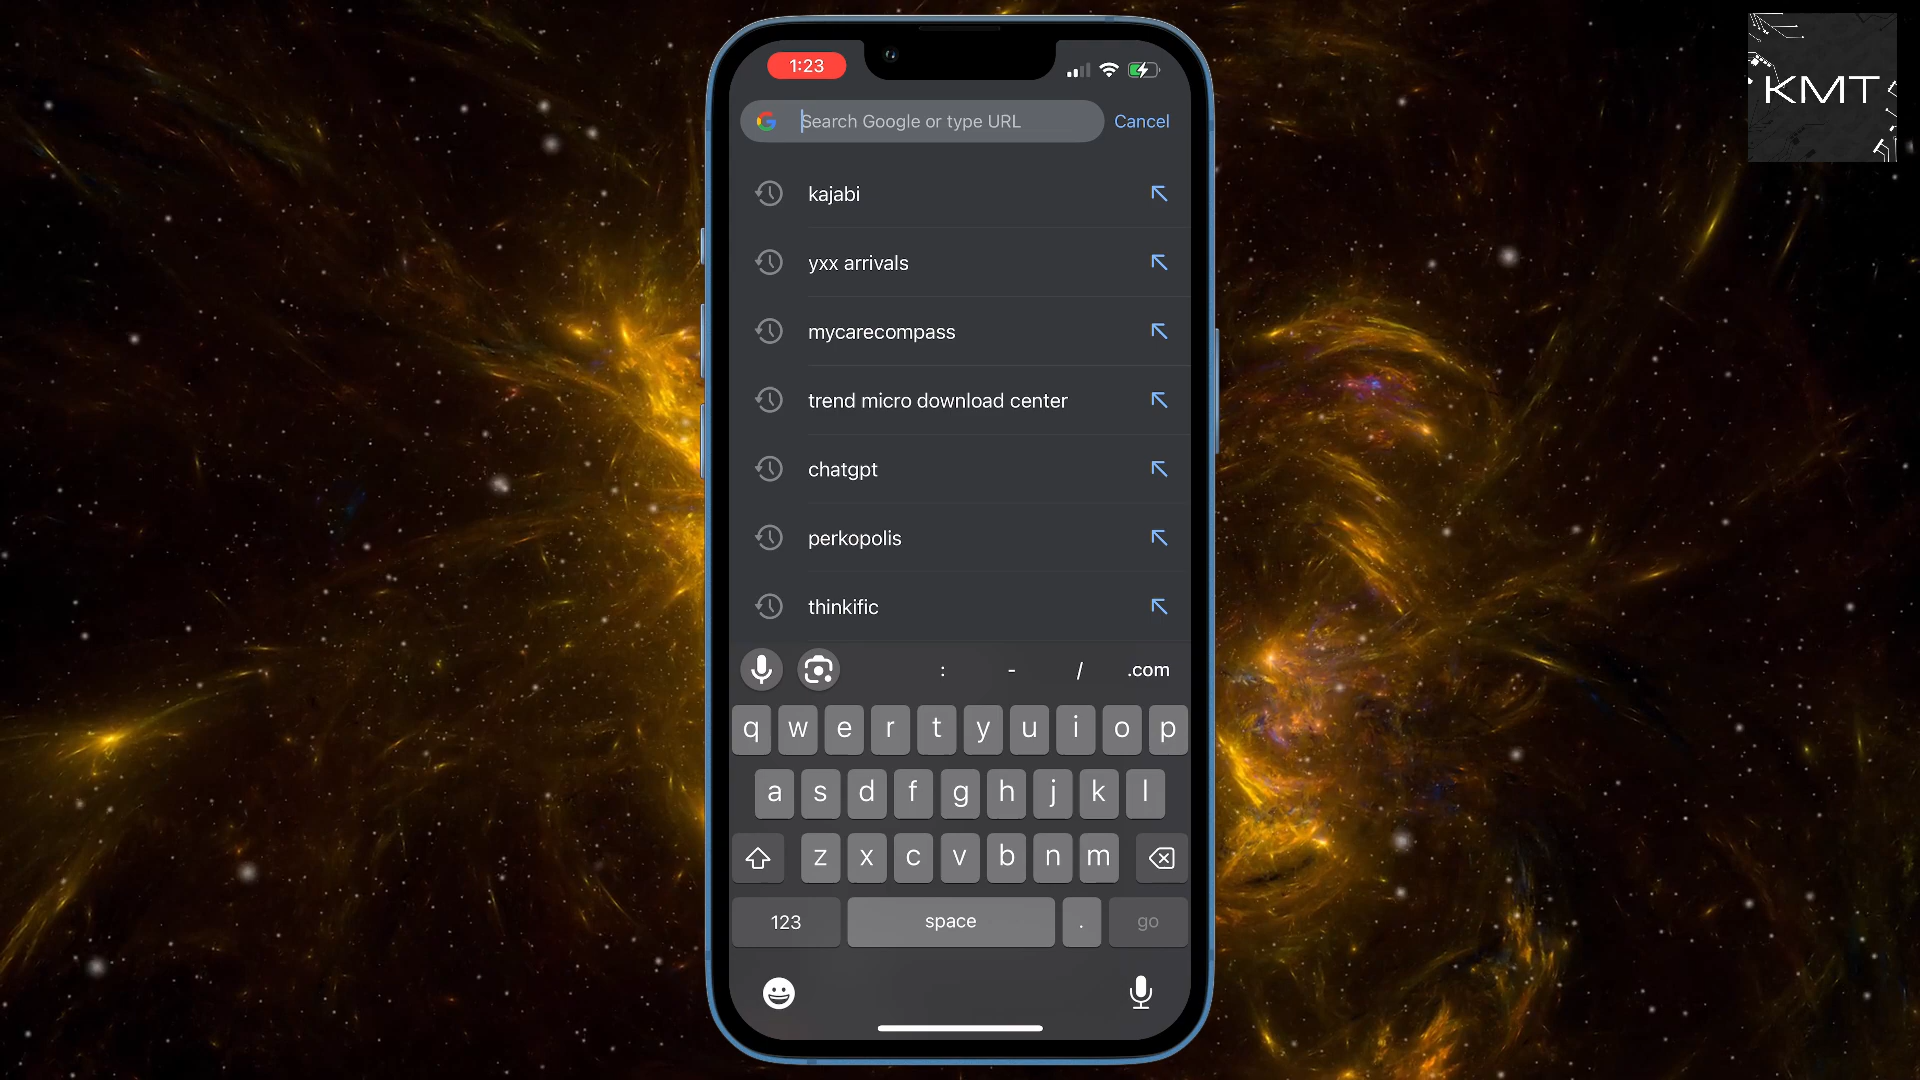 KMT
1:23
Search Google or type URL
Cancel
kajabi
yxx arrivals
mycarecompass
trend micro download center
chatgpt
perkopolis
thinkific
: - / .com
q w e r t y u i o p
a s d f g h j k l
z x c v b n m
123 space . go